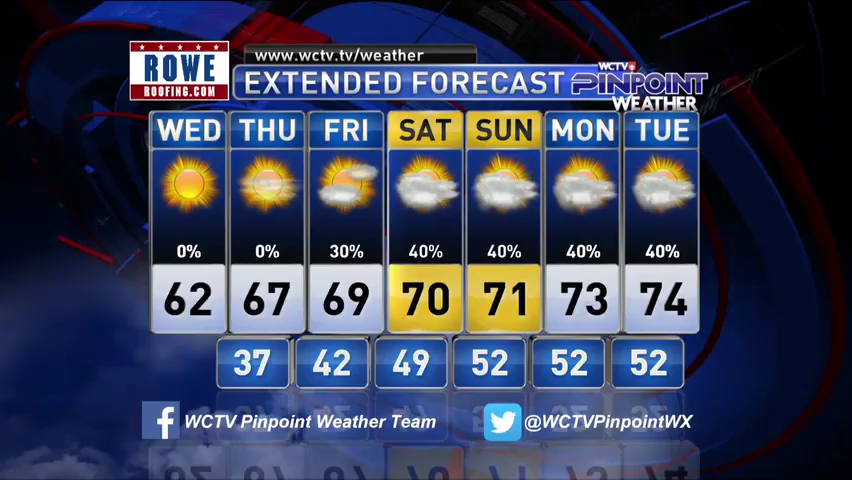 ROWE
ROOFING.COM
www.wctv.tv/weather
EXTENDED FORECAST
WCTV
PINPOINT
WEATHER
WED THU FRI SAT SUN MON TUE
0% 0% 30% 40% 40% 40% 40%
62 67 69 70 71 73 74
37 42 49 52 52 52
f WCTV Pinpoint Weather Team @WCTVPinpointWX